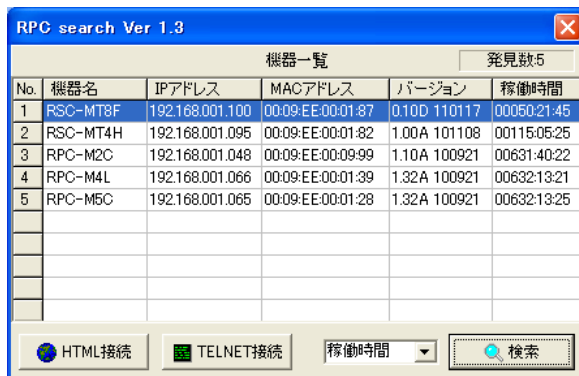 RPC search Ver 1.3
機器一覧 発見数:5
No. 機器名 IPアドレス MACアドレス バージョン 稼働時間
1 RSC-MT8F 192.168.001.100 00:09:EE:00:01:87 0.10D 110117 00050:21:45
2 RSC-MT4H 192.168.001.095 00:09:EE:00:01:82 1.00A 101108 00115:05:25
3 RPC-M2C 192.168.001.048 00:09:EE:00:09:99 1.10A 100921 00631:40:22
4 RPC-M4L 192.168.001.066 00:09:EE:00:01:39 1.32A 100921 00632:13:21
5 RPC-M5C 192.168.001.065 00:09:EE:00:01:28 1.32A 100921 00632:13:25
HTML接続 TELNET接続 稼働時間 検索